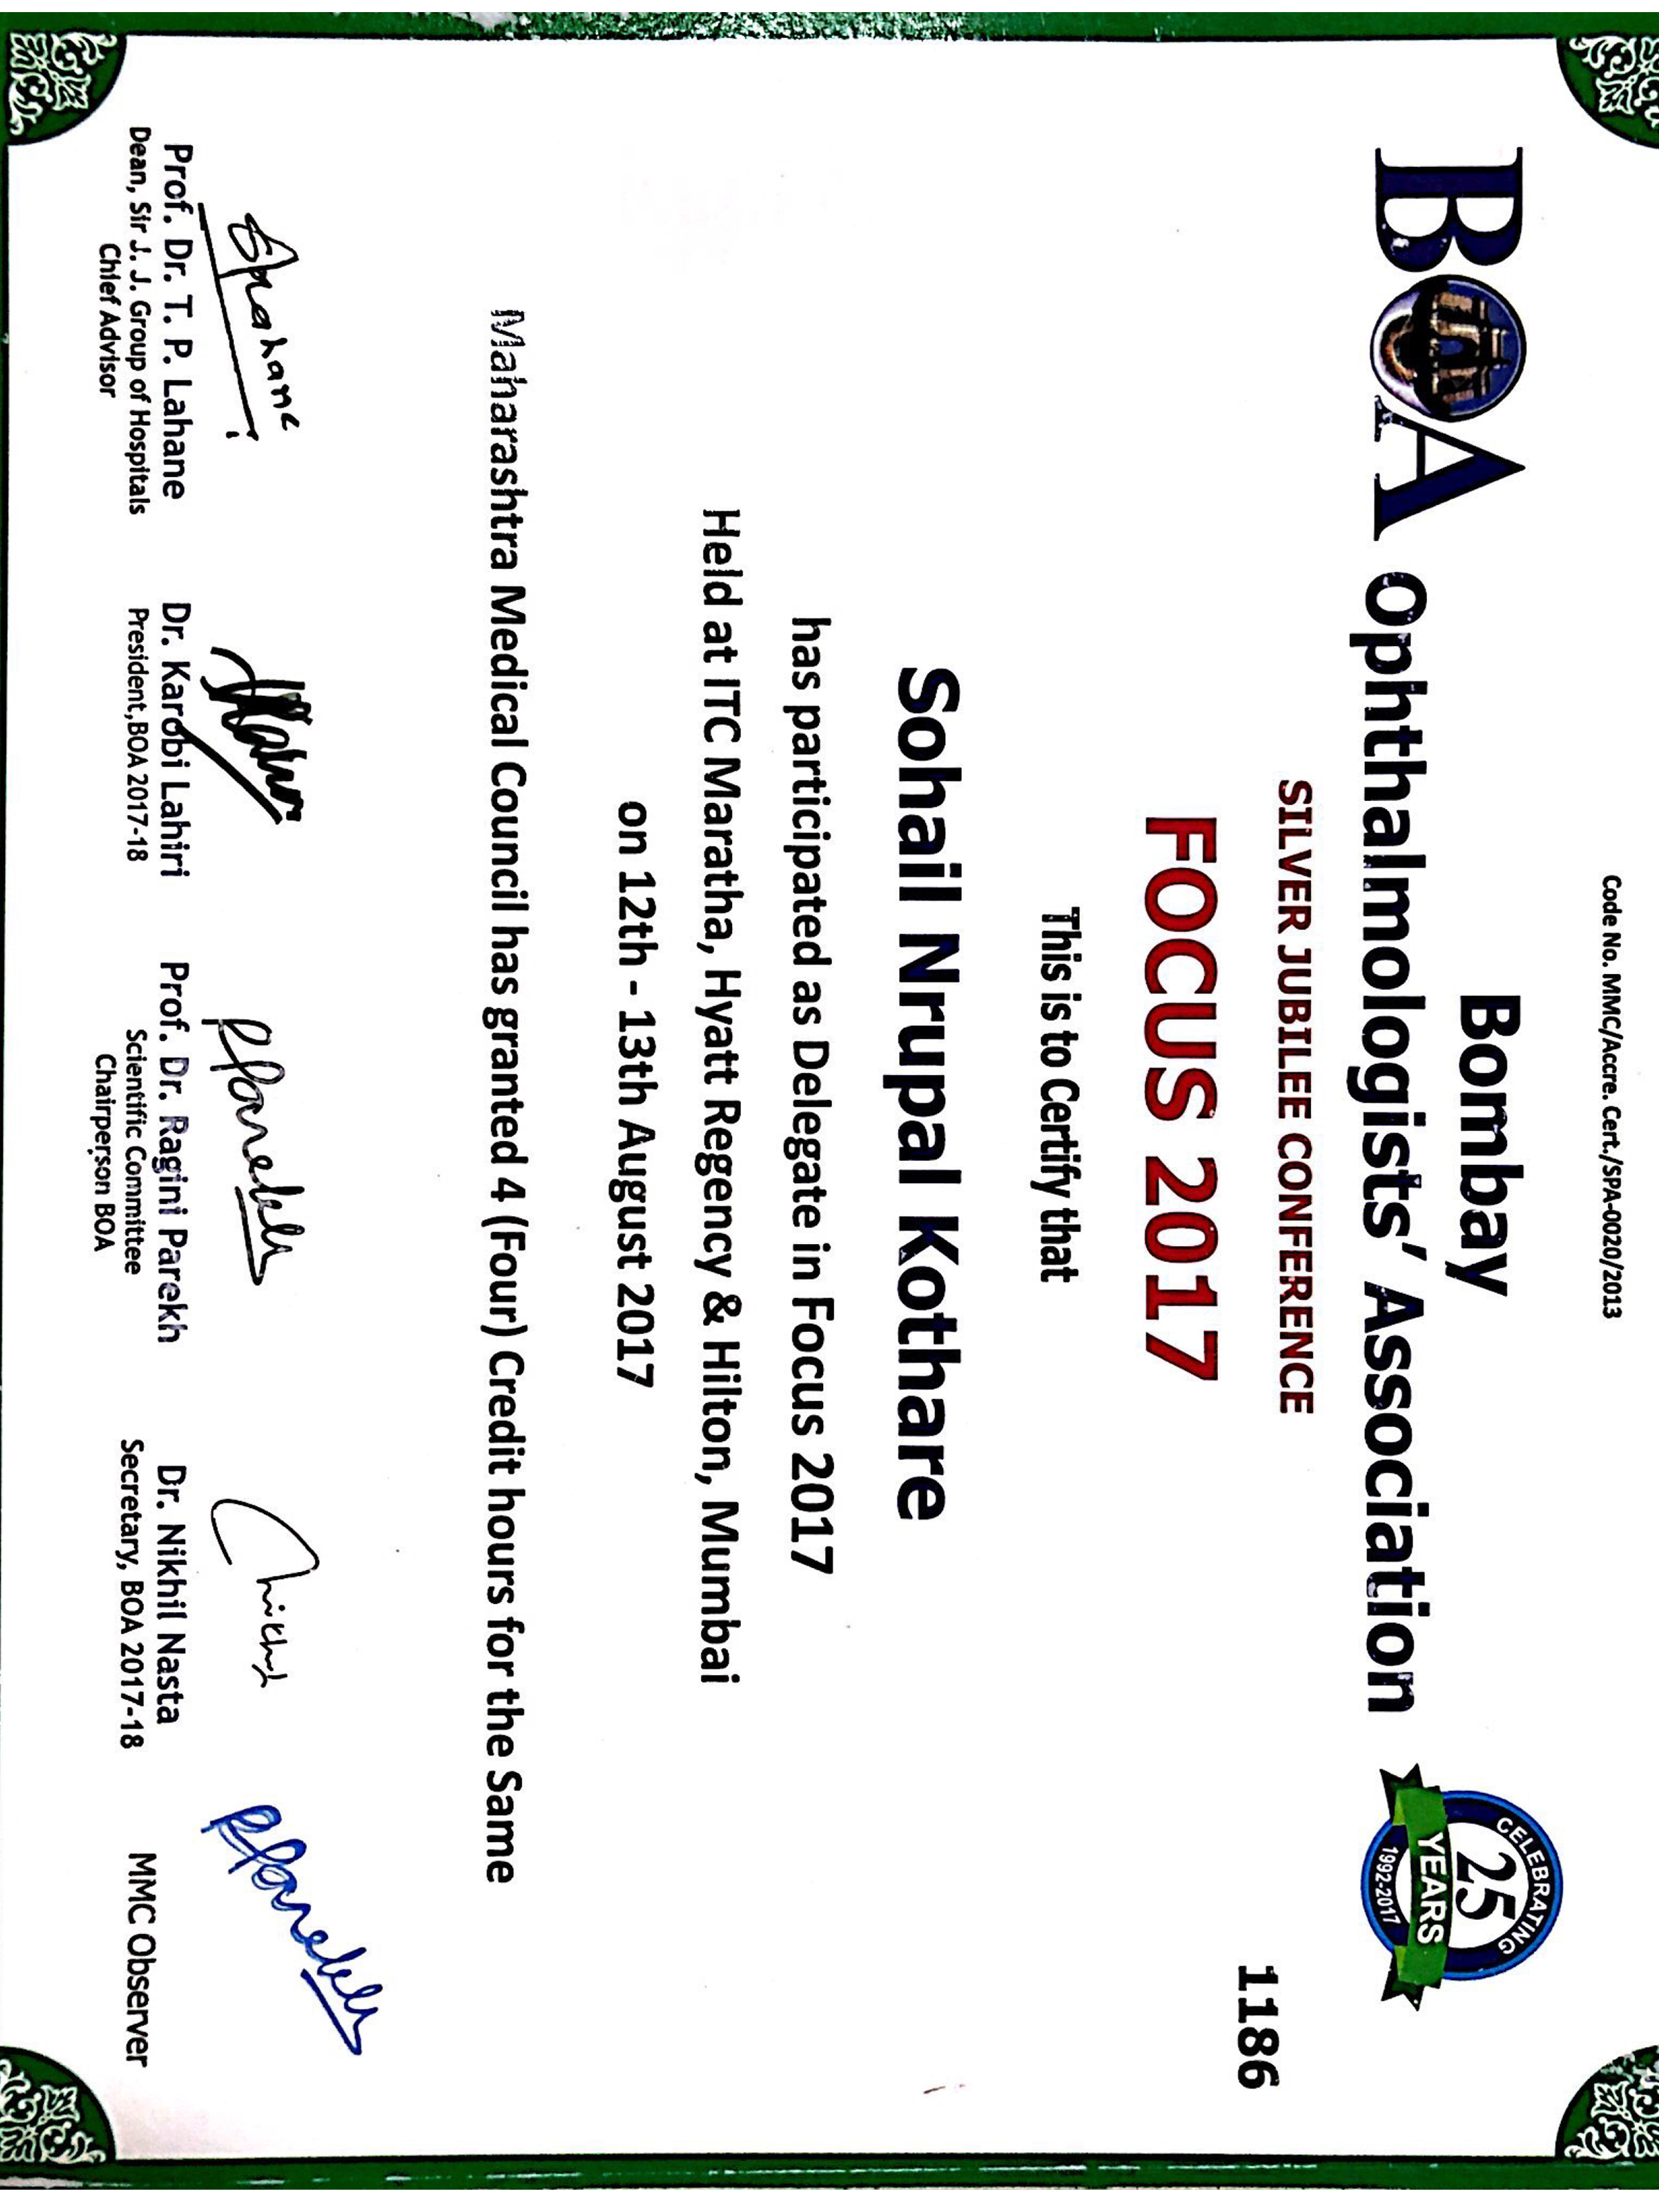 Code No. MMC/Accre. Cert./SPA-0020/2013
BOA
Bombay
Ophthalmologists' Association
CELEBRATING
25
YEARS
1992-2017
SILVER JUBILEE CONFERENCE
1186
FOCUS 2017
This is to Certify that
Sohail Nrupal Kothare
has participated as Delegate in Focus 2017
Held at ITC Maratha, Hyatt Regency & Hilton, Mumbai
on 12th - 13th August 2017
Maharashtra Medical Council has granted 4 (Four) Credit hours for the Same
Prof. Dr. T. P. Lahane
Dean, Sir J. J. Group of Hospitals
Chief Advisor
Dr. Karobi Lahiri
President,BOA 2017-18
Prof. Dr. Ragini Parekh
Scientific Committee
Chairperson BOA
Dr. Nikhil Nasta
Secretary, BOA 2017-18
MMC Observer